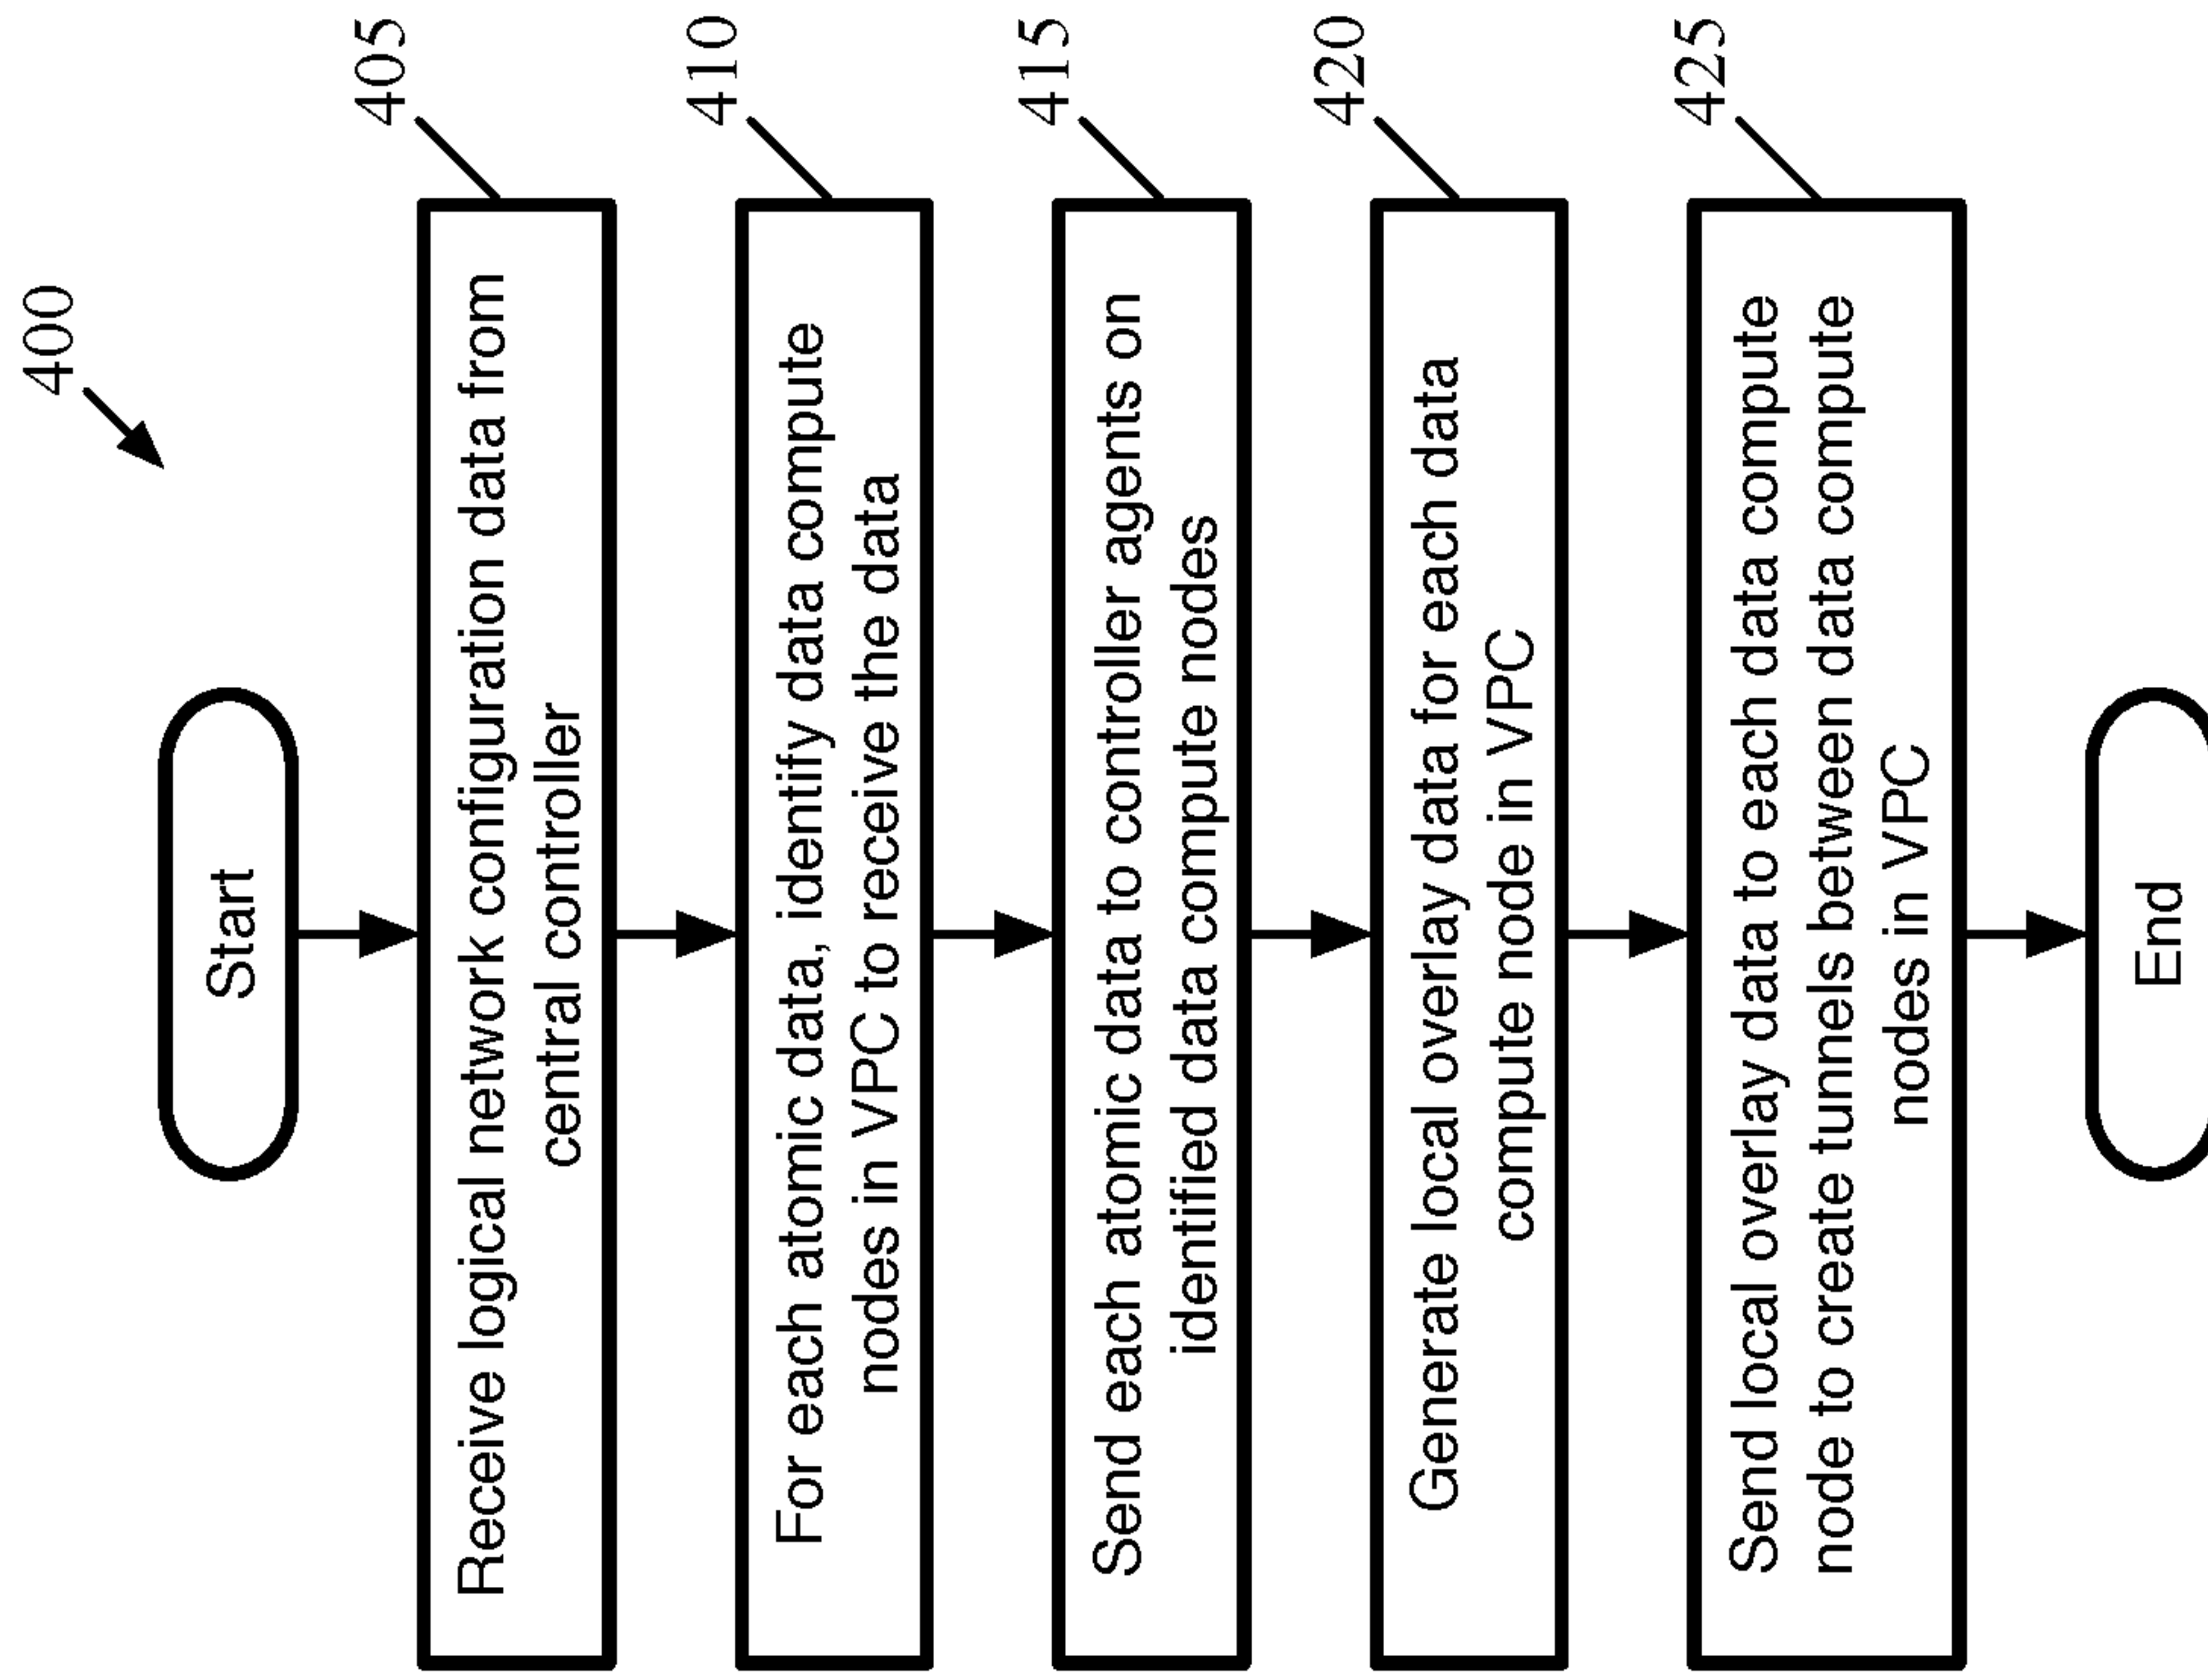 400
Start
405
Receive logical network configuration data from
central controller
410
For each atomic data, identify data compute
nodes in VPC to receive the data
415
Send each atomic data to controller agents on
identified data compute nodes
420
Generate local overlay data for each data
compute node in VPC
425
Send local overlay data to each data compute
node to create tunnels between data compute
nodes in VPC
End